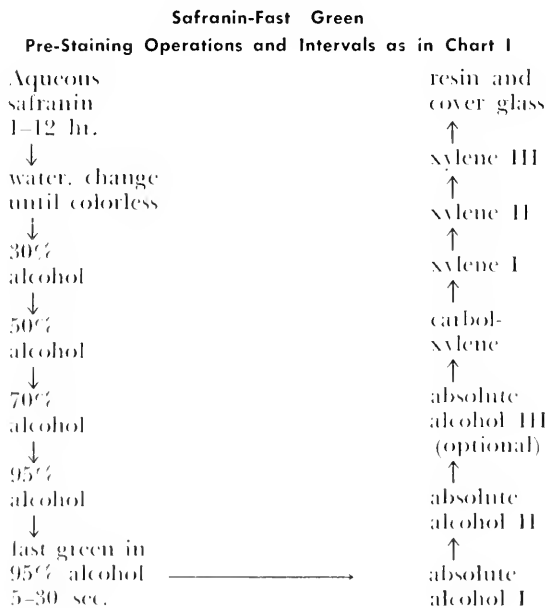 Safranin-Fast Green
Pre-Staining Operations and Intervals as in Chart I
Aqueous
safranin
1–12 hr.
water, change
until colorless
30%
alcohol
50%
alcohol
70%
alcohol
95%
alcohol
fast green in
95% alcohol
5–30 sec.
absolute
alcohol I
absolute
alcohol II
absolute
alcohol III
(optional)
carbol-
xylene
xylene I
xylene II
xylene III
resin and
cover glass